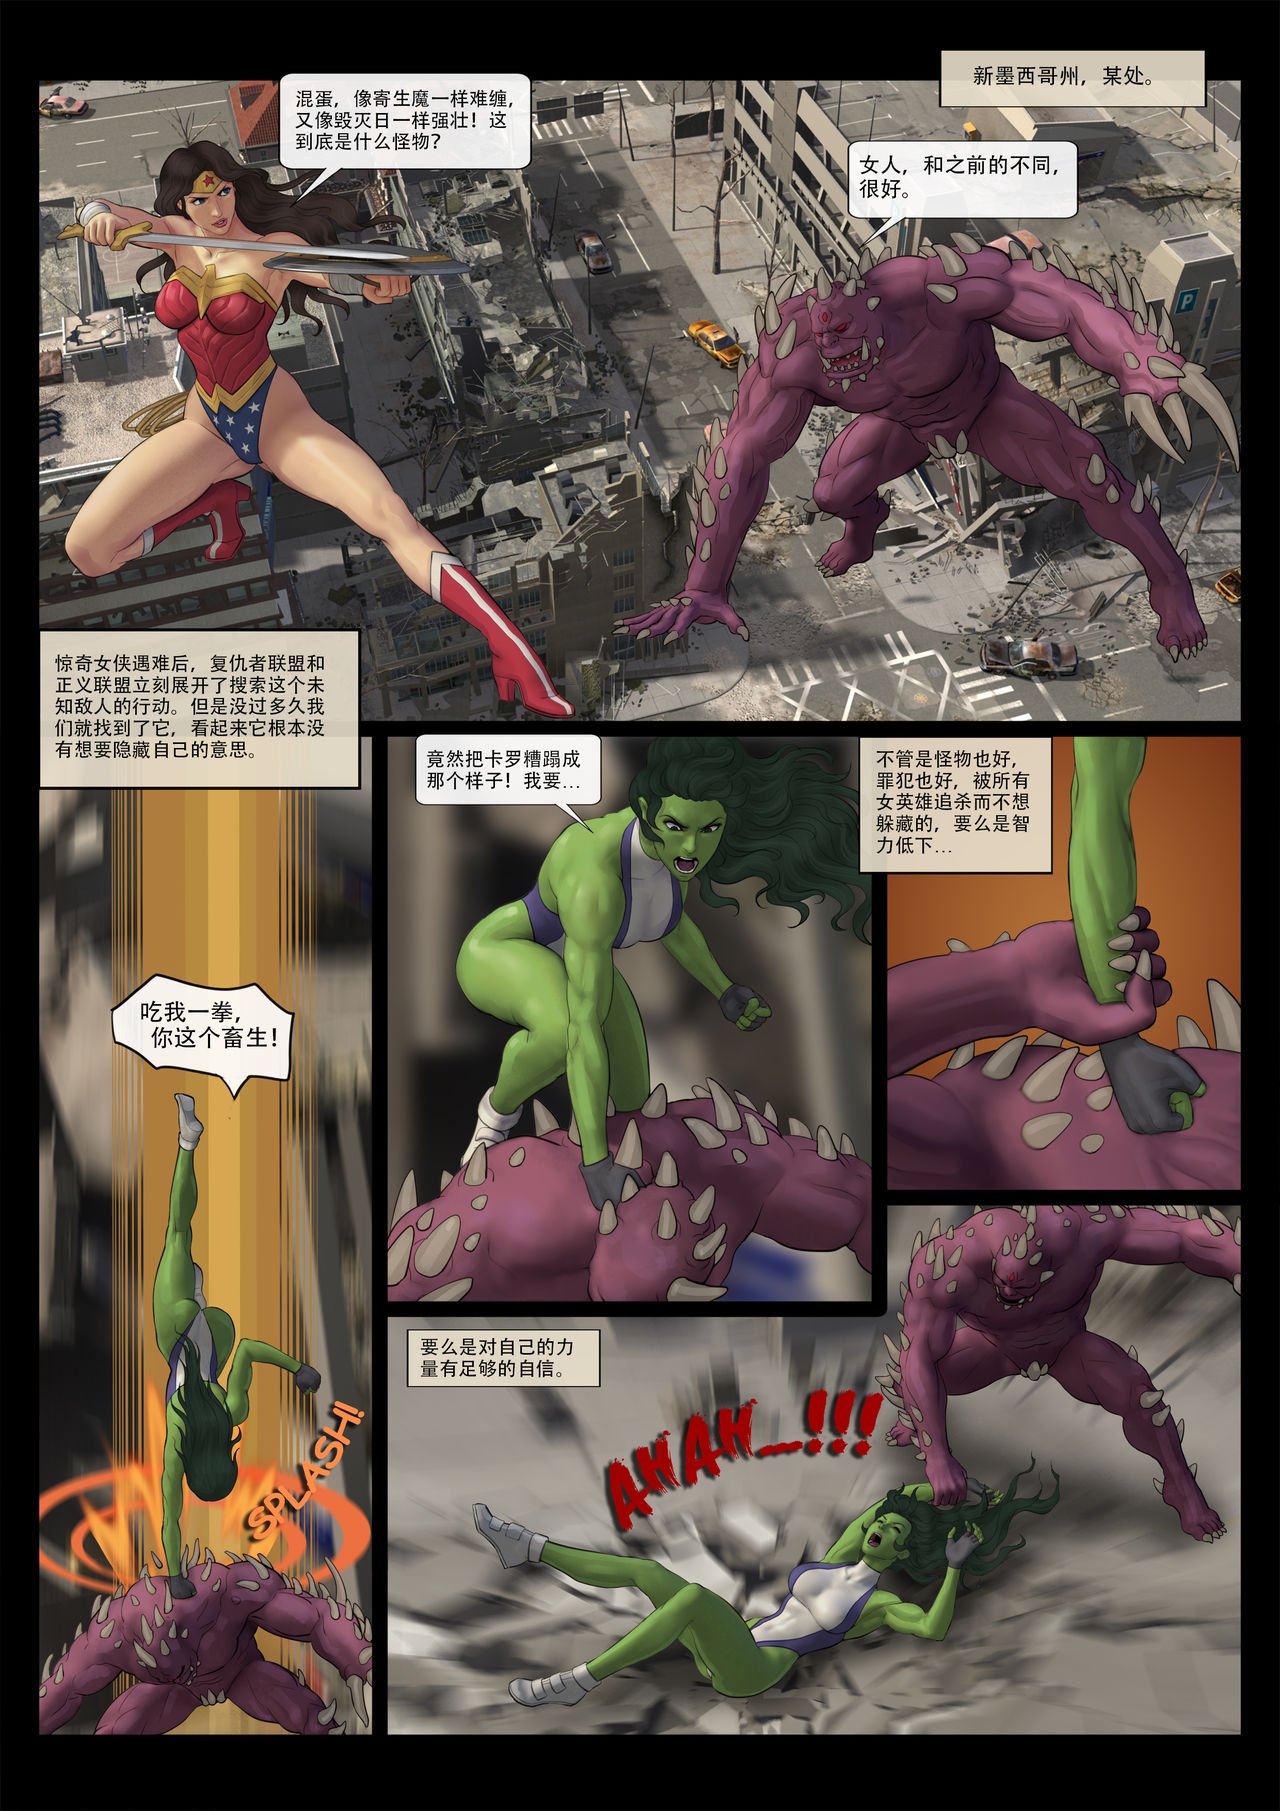 新墨西哥州，某处。
混蛋，像寄生魔一样难缠，
又像毁灭日一样强壮！这
到底是什么怪物？
女人，和之前的不同，
很好。
P
惊奇女侠遇难后，复仇者联盟和
正义联盟立刻展开了搜索这个未
知敌人的行动。但是没过多久我
们就找到了它，看起来它根本没
有想要隐藏自己的意思。
吃我一拳，
你这个畜生！
SPLASH!
竟然把卡罗糟蹋成
那个样子！我要...
不管是怪物也好，
罪犯也好，被所有
女英雄追杀而不想
躲藏的，要么是智
力低下...
要么是对自己的力
量有足够的自信。
AHAH_!!!